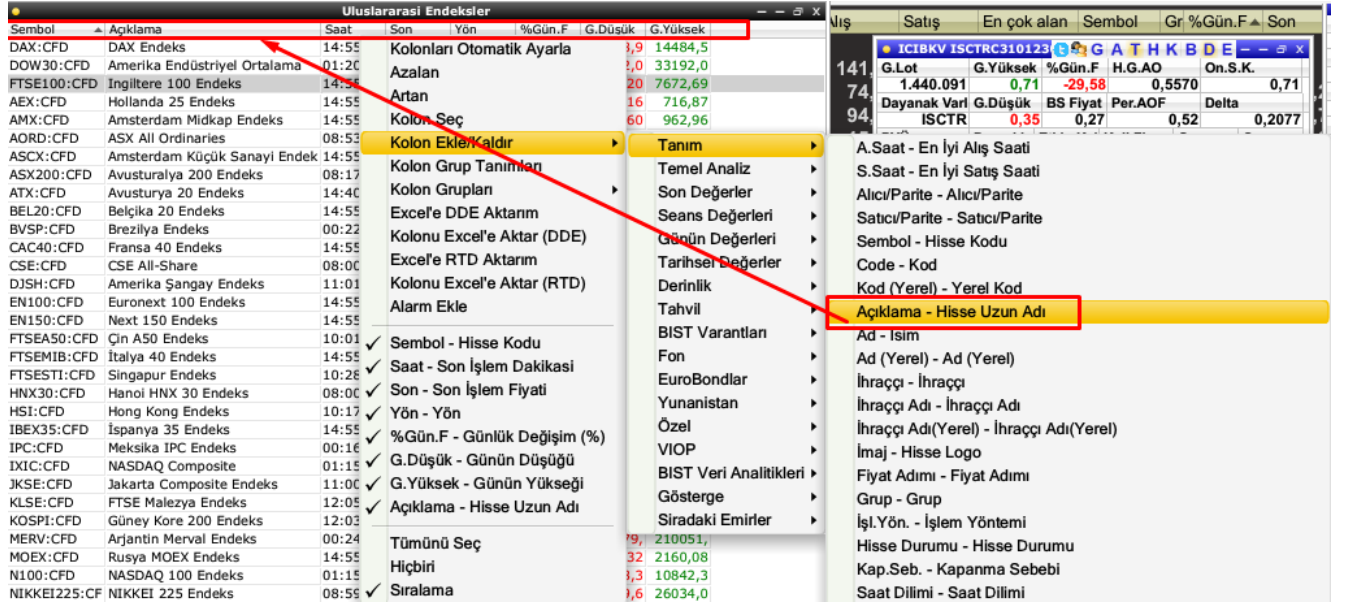 Uluslararasi Endeksler
Sembol Açıklama Saat Son Yön %Gün.F G.Düşük G.Yüksek
DAX:CFD DAX Endeks 14:55 3,9 14484,5
DOW30:CFD Amerika Endüstriyel Ortalama 01:20 2,0 33192,0
FTSE100:CFD Ingiltere 100 Endeks 14:55 20 7672,69
AEX:CFD Hollanda 25 Endeks 14:55 16 716,87
AMX:CFD Amsterdam Midkap Endeks 14:55 60 962,96
AORD:CFD ASX All Ordinaries 08:53
ASCX:CFD Amsterdam Küçük Sanayi Endek 14:55
ASX200:CFD Avusturalya 200 Endeks 08:17
ATX:CFD Avusturya 20 Endeks 14:40
BEL20:CFD Belçika 20 Endeks 14:55
BVSP:CFD Brezilya Endeks 00:22
CAC40:CFD Fransa 40 Endeks 14:55
CSE:CFD CSE All-Share 08:00
DJSH:CFD Amerika Şangay Endeks 11:01
EN100:CFD Euronext 100 Endeks 14:55
EN150:CFD Next 150 Endeks 14:55
FTSEA50:CFD Çin A50 Endeks 10:01
FTSEMIB:CFD İtalya 40 Endeks 14:55
FTSESTI:CFD Singapur Endeks 10:28
HNX30:CFD Hanoi HNX 30 Endeks 08:00
HSI:CFD Hong Kong Endeks 10:17
IBEX35:CFD İspanya 35 Endeks 14:55
IPC:CFD Meksika IPC Endeks 00:16
IXIC:CFD NASDAQ Composite 01:15
JKSE:CFD Jakarta Composite Endeks 11:00
KLSE:CFD FTSE Malezya Endeks 12:05
KOSPI:CFD Güney Kore 200 Endeks 12:03
MERV:CFD Arjantin Merval Endeks 00:24 79, 210051,
MOEX:CFD Rusya MOEX Endeks 14:55 32 2160,08
N100:CFD NASDAQ 100 Endeks 01:15 3,3 10842,3
NIKKEI225:CF NIKKEI 225 Endeks 08:59 9,6 26034,0
Kolonları Otomatik Ayarla
Azalan
Artan
Kolon Seç
Kolon Ekle/Kaldır
Kolon Grup Tanımları
Kolon Grupları
Excel'e DDE Aktarım
Kolonu Excel'e Aktar (DDE)
Excel'e RTD Aktarım
Kolonu Excel'e Aktar (RTD)
Alarm Ekle
Sembol - Hisse Kodu
Saat - Son İşlem Dakikası
Son - Son İşlem Fiyati
Yön - Yön
%Gün.F - Günlük Değişim (%)
G.Düşük - Günün Düşüğü
G.Yüksek - Günün Yükseği
Açıklama - Hisse Uzun Adı
Tümünü Seç
Hiçbiri
Sıralama
Tanım
Temel Analiz
Son Değerler
Seans Değerleri
Günün Değerleri
Tarihsel Değerler
Derinlik
Tahvil
BIST Varantları
Fon
EuroBondlar
Yunanistan
Özel
VIOP
BIST Veri Analitikleri
Gösterge
Siradaki Emirler
Satış En çok alan Sembol Gr %Gün.F Son
ICIBKV ISCTRC310123 G A T H K B D E
141,
G.Lot G.Yüksek %Gün.F H.G.AO On.S.K.
1.440.091 0,71 -29,58 0,5570 0,71
74,
Dayanak Varl G.Düşük BS Fiyat Per.AOF Delta
94,
ISCTR 0,35 0,27 0,52 0,2077
A.Saat - En İyi Alış Saati
S.Saat - En İyi Satış Saati
Alıcı/Parite - Alıcı/Parite
Satıcı/Parite - Satıcı/Parite
Sembol - Hisse Kodu
Code - Kod
Kod (Yerel) - Yerel Kod
Açıklama - Hisse Uzun Adı
Ad - Isim
Ad (Yerel) - Ad (Yerel)
İhraççı - İhraççı
İhraççı Adı - İhraççı Adı
İhraççı Adı(Yerel) - İhraççı Adı(Yerel)
İmaj - Hisse Logo
Fiyat Adımı - Fiyat Adımı
Grup - Grup
İşl.Yön. - İşlem Yöntemi
Hisse Durumu - Hisse Durumu
Kap.Seb. - Kapanma Sebebi
Saat Dilimi - Saat Dilimi